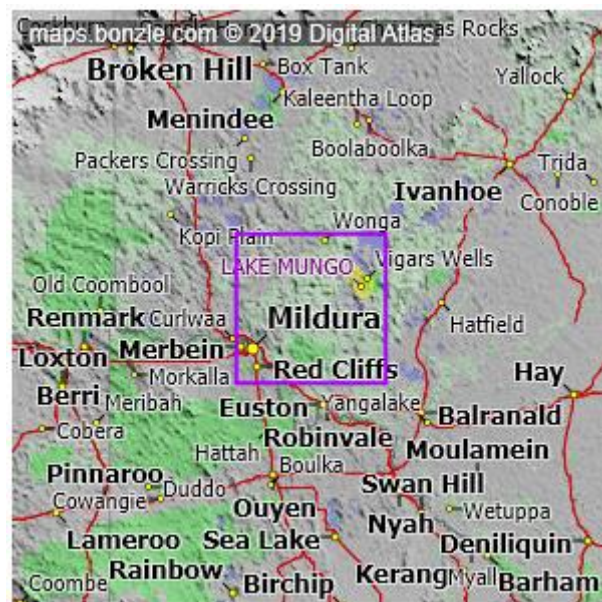 Cockburn
Christmas Rocks
maps.bonzle.com © 2019 Digital Atlas
Broken Hill
Box Tank
Yallock
Kaleentha Loop
Menindee
Boolaboolka
Packers Crossing
Trida
Warricks Crossing
Ivanhoe
Conoble
Wonga
Kopi Plain
Vigars Wells
LAKE MUNGO
Old Coombool
Renmark
Curlwaa
Mildura
Hatfield
Loxton
Merbein
Red Cliffs
Hay
Morkalla
Berri
Meribah
Euston
Yangalake
Balranald
Cobera
Robinvale
Hattah
Moulamein
Pinnaroo
Boulka
Duddo
Swan Hill
Cowangie
Ouyen
Wetuppa
Nyah
Lameroo
Sea Lake
Deniliquin
Rainbow
Coombe
Birchip
Kerang
Myall
Barham